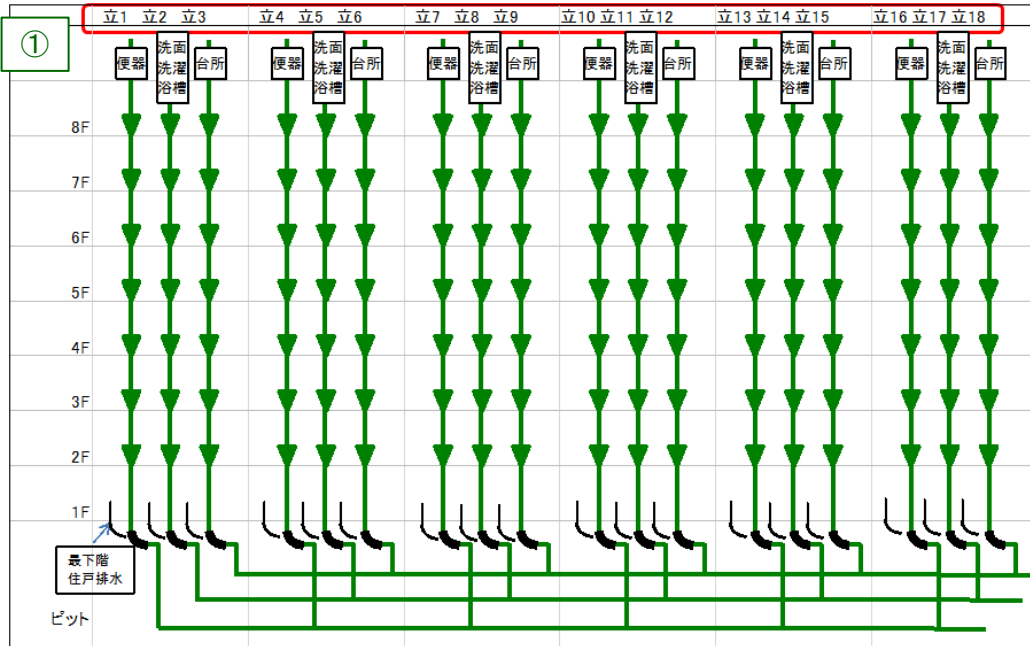 立1 立2 立3 立4 立5 立6 立7 立8 立9 立10 立11 立12 立13 立14 立15 立16 立17 立18
①
便器
洗面
洗濯
浴槽
台所
便器
洗面
洗濯
浴槽
台所
便器
洗面
洗濯
浴槽
台所
便器
洗面
洗濯
浴槽
台所
便器
洗面
洗濯
浴槽
台所
便器
洗面
洗濯
浴槽
台所
8F
7F
6F
5F
4F
3F
2F
1F
最下階
住戸排水
ピット